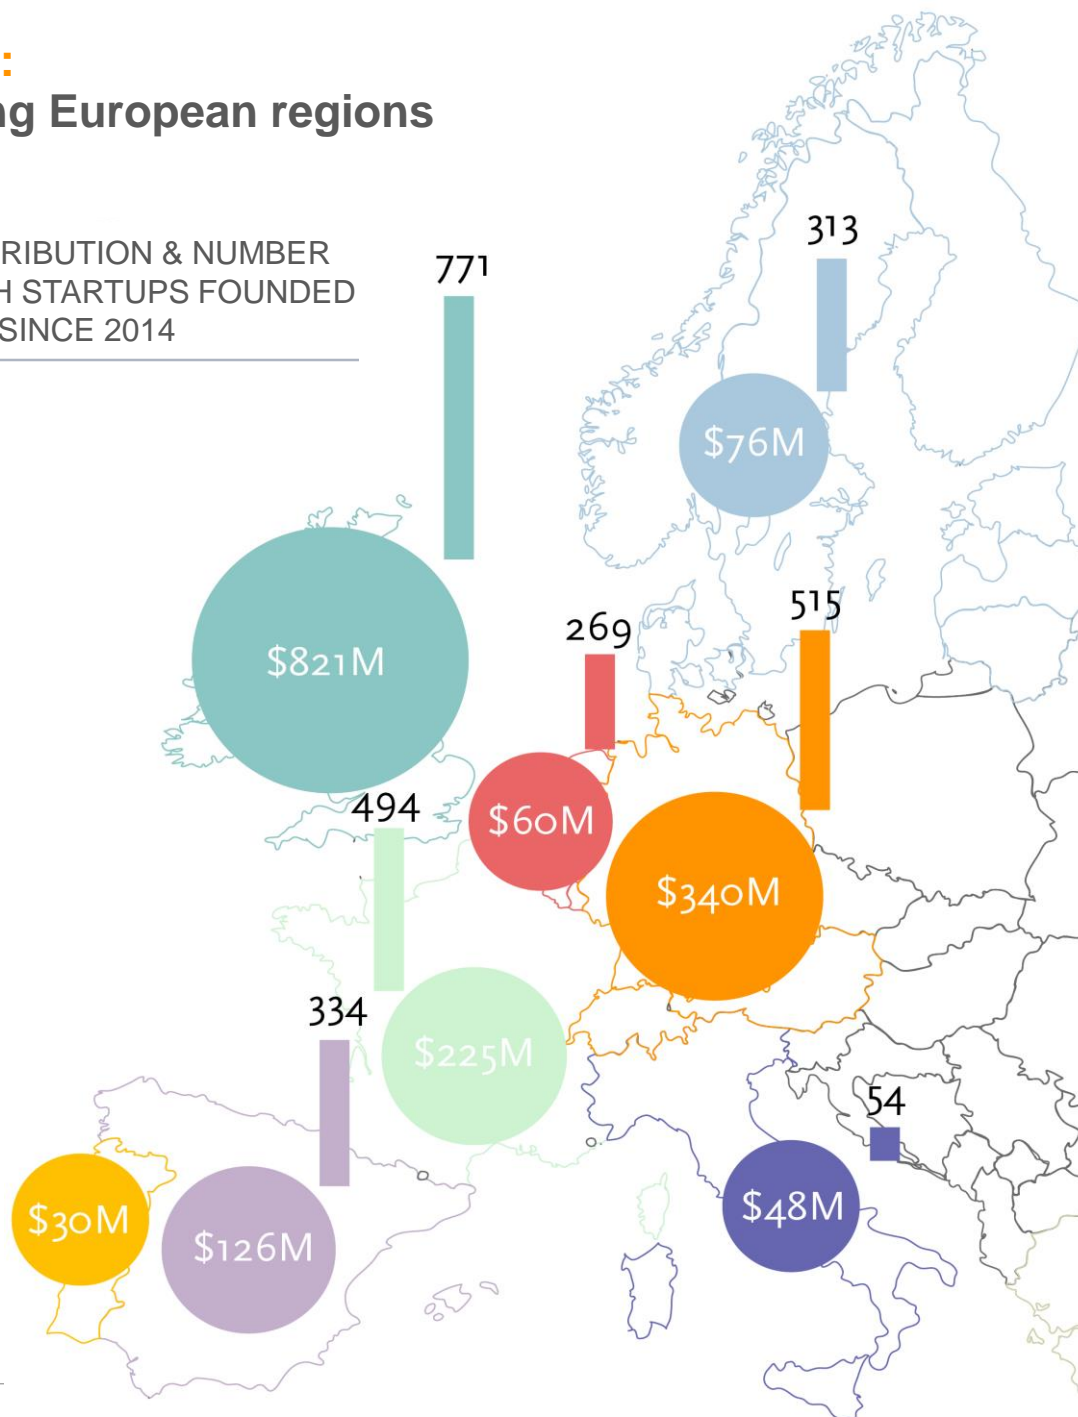 :
ng European regions
RIBUTION & NUMBER
H STARTUPS FOUNDED
SINCE 2014
771
313
$76M
515
269
$821M
494
$60M
$340M
334
$225M
54
$30M
$126M
$48M